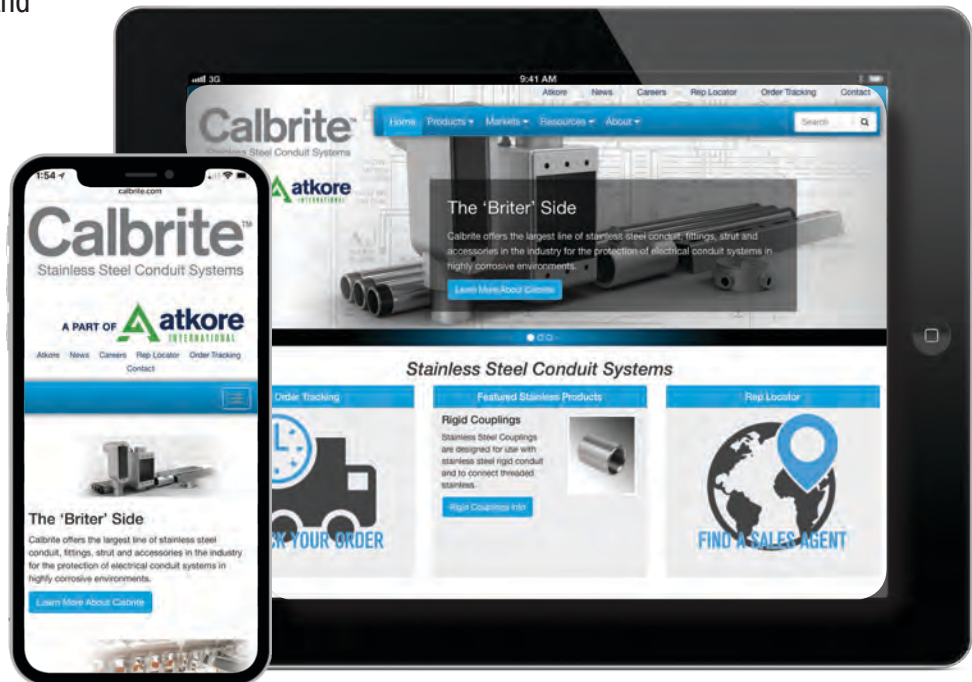 and
3G
9:41 AM
Atkore News Careers Rep Locator Order Tracking Contact
Calbrite™
Stainless Steel Conduit Systems
Home Products Markets Resources About
Search
atkore
INTERNATIONAL
The 'Briter' Side
Calbrite offers the largest line of stainless steel conduit, fittings, strut and
accessories in the industry for the protection of electrical conduit systems in
highly corrosive environments.
Learn More About Calbrite
Stainless Steel Conduit Systems
Order Tracking
CK YOUR ORDER
Featured Stainless Products
Rigid Couplings
Stainless Steel Couplings
are designed for use with
stainless steel rigid conduit
and to connect threaded
stainless.
Rigid Couplings Info
Rep Locator
FIND A SALES AGENT
1:54
calbrite.com
Calbrite™
Stainless Steel Conduit Systems
A PART OF atkore
INTERNATIONAL
Atkore News Careers Rep Locator Order Tracking
Contact
The 'Briter' Side
Calbrite offers the largest line of stainless steel
conduit, fittings, strut and accessories in the industry
for the protection of electrical conduit systems in
highly corrosive environments.
Learn More About Calbrite